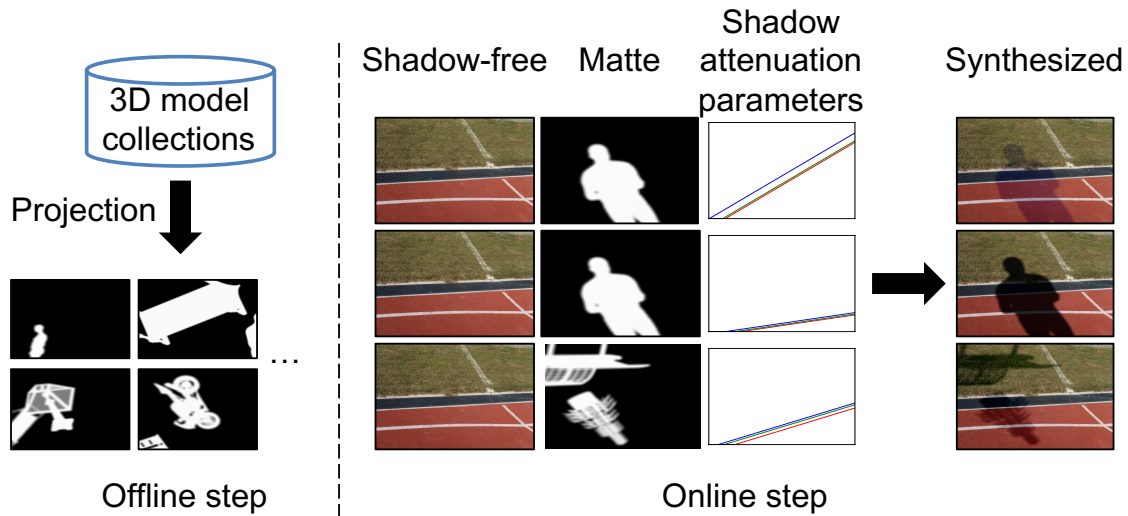 3D model
collections
Projection
...
Offline step
Shadow-free
Matte
Shadow
attenuation
parameters
Synthesized
Online step